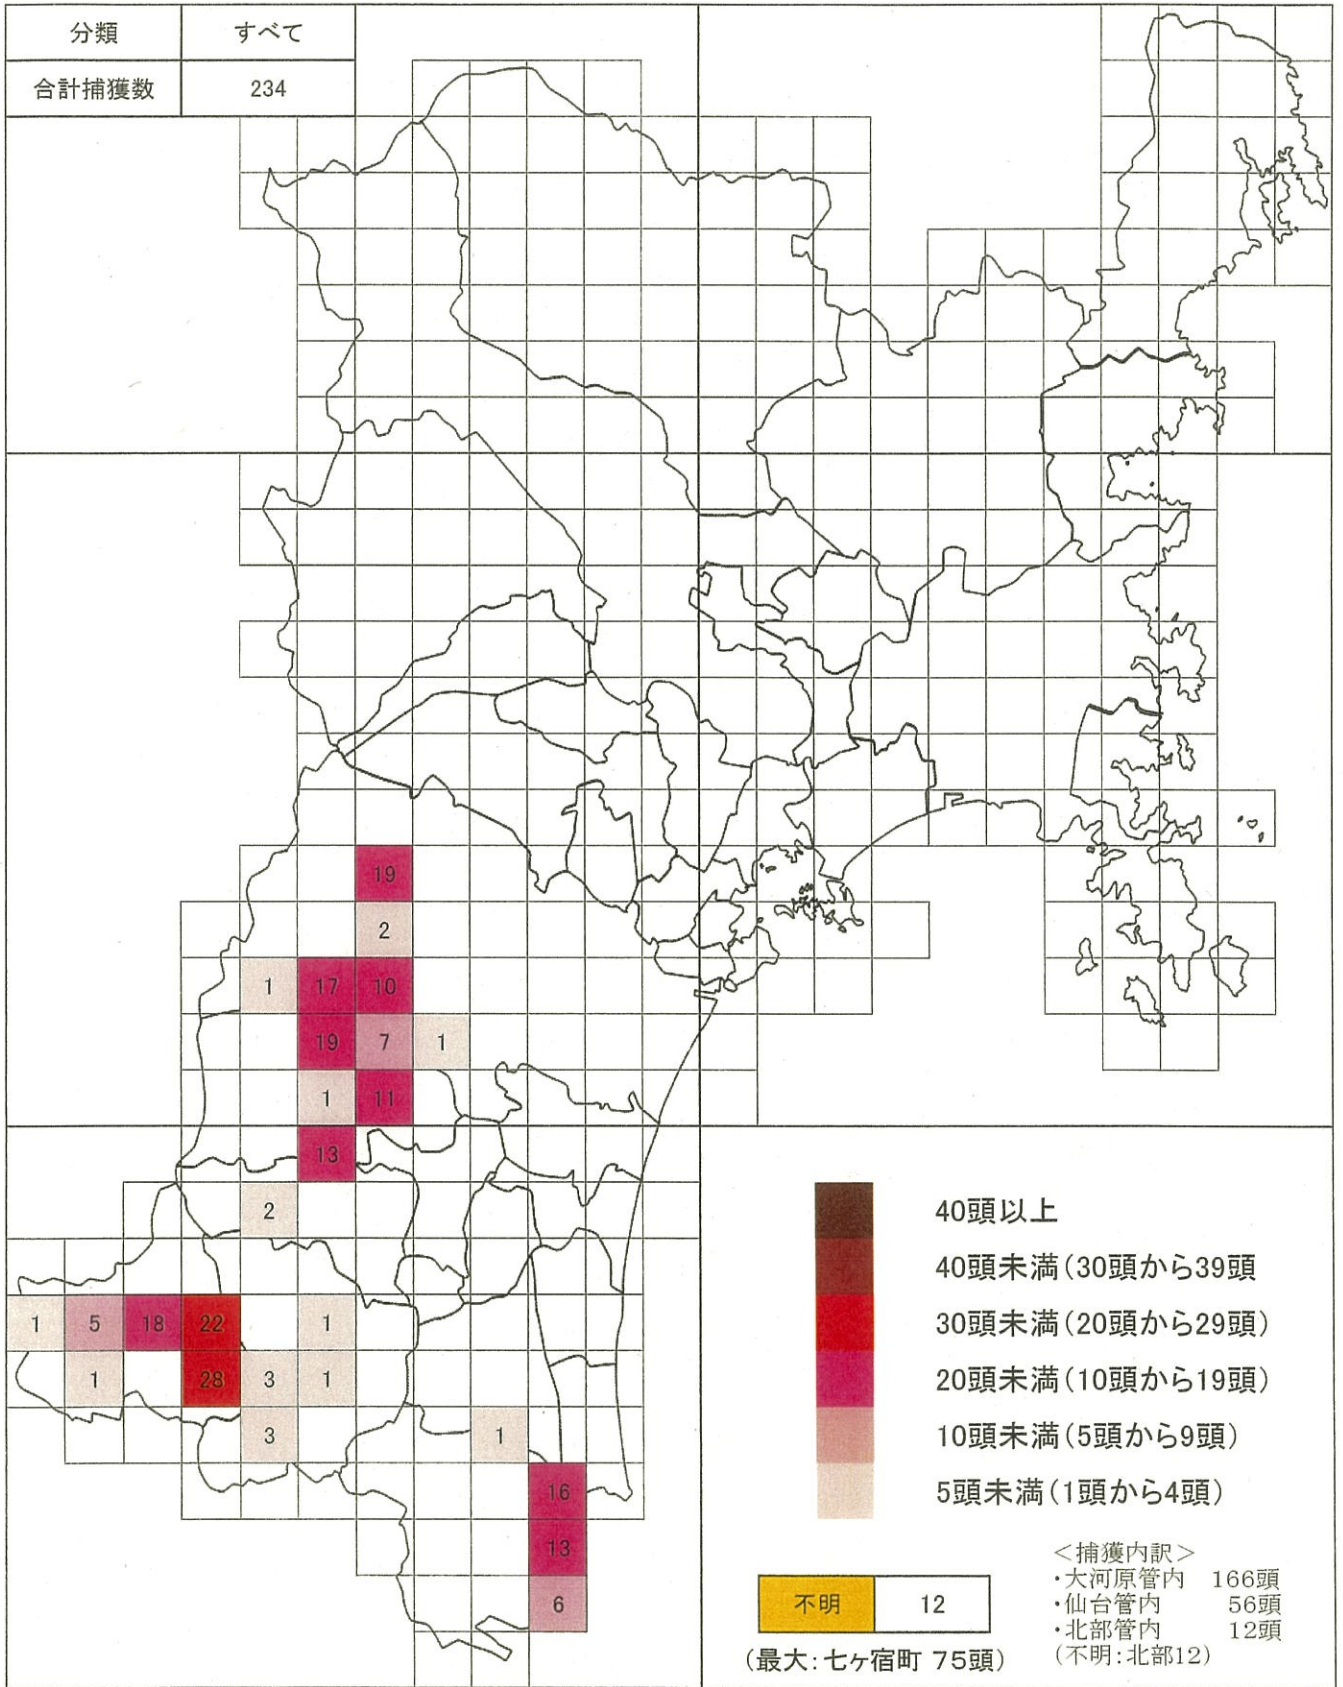 分類 すべて
合計捕獲数 234
19
2
1 17 10
19 7 1
1 11
13
2
1 5 18 22 1
1 28 3 1
3 1
16
13
6
40頭以上
40頭未満(30頭から39頭
30頭未満(20頭から29頭)
20頭未満(10頭から19頭)
10頭未満(5頭から9頭)
5頭未満(1頭から4頭)
不明 12
(最大:七ヶ宿町 75頭)
<捕獲内訳>
・大河原管内 166頭
・仙台管内 56頭
・北部管内 12頭
(不明:北部12)